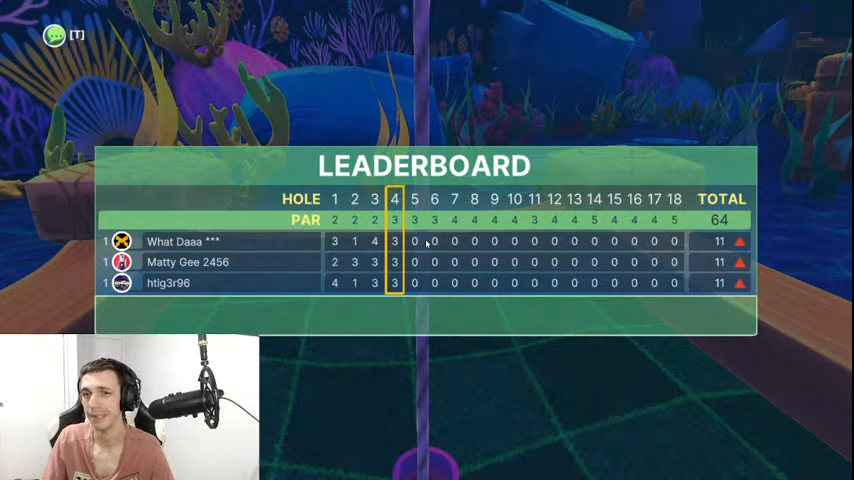 [T]
LEADERBOARD
HOLE 1 2 3 4 5 6 7 8 9 10 11 12 13 14 15 16 17 18 TOTAL
PAR 2 2 2 3 3 3 4 4 4 4 3 4 4 5 4 4 4 5 64
1 What Daaa *** 3 1 4 3 0 0 0 0 0 0 0 0 0 0 0 0 0 0 11
1 Matty Gee 2456 2 3 3 3 0 0 0 0 0 0 0 0 0 0 0 0 0 0 11
1 htig3r96 4 1 3 3 0 0 0 0 0 0 0 0 0 0 0 0 0 0 11